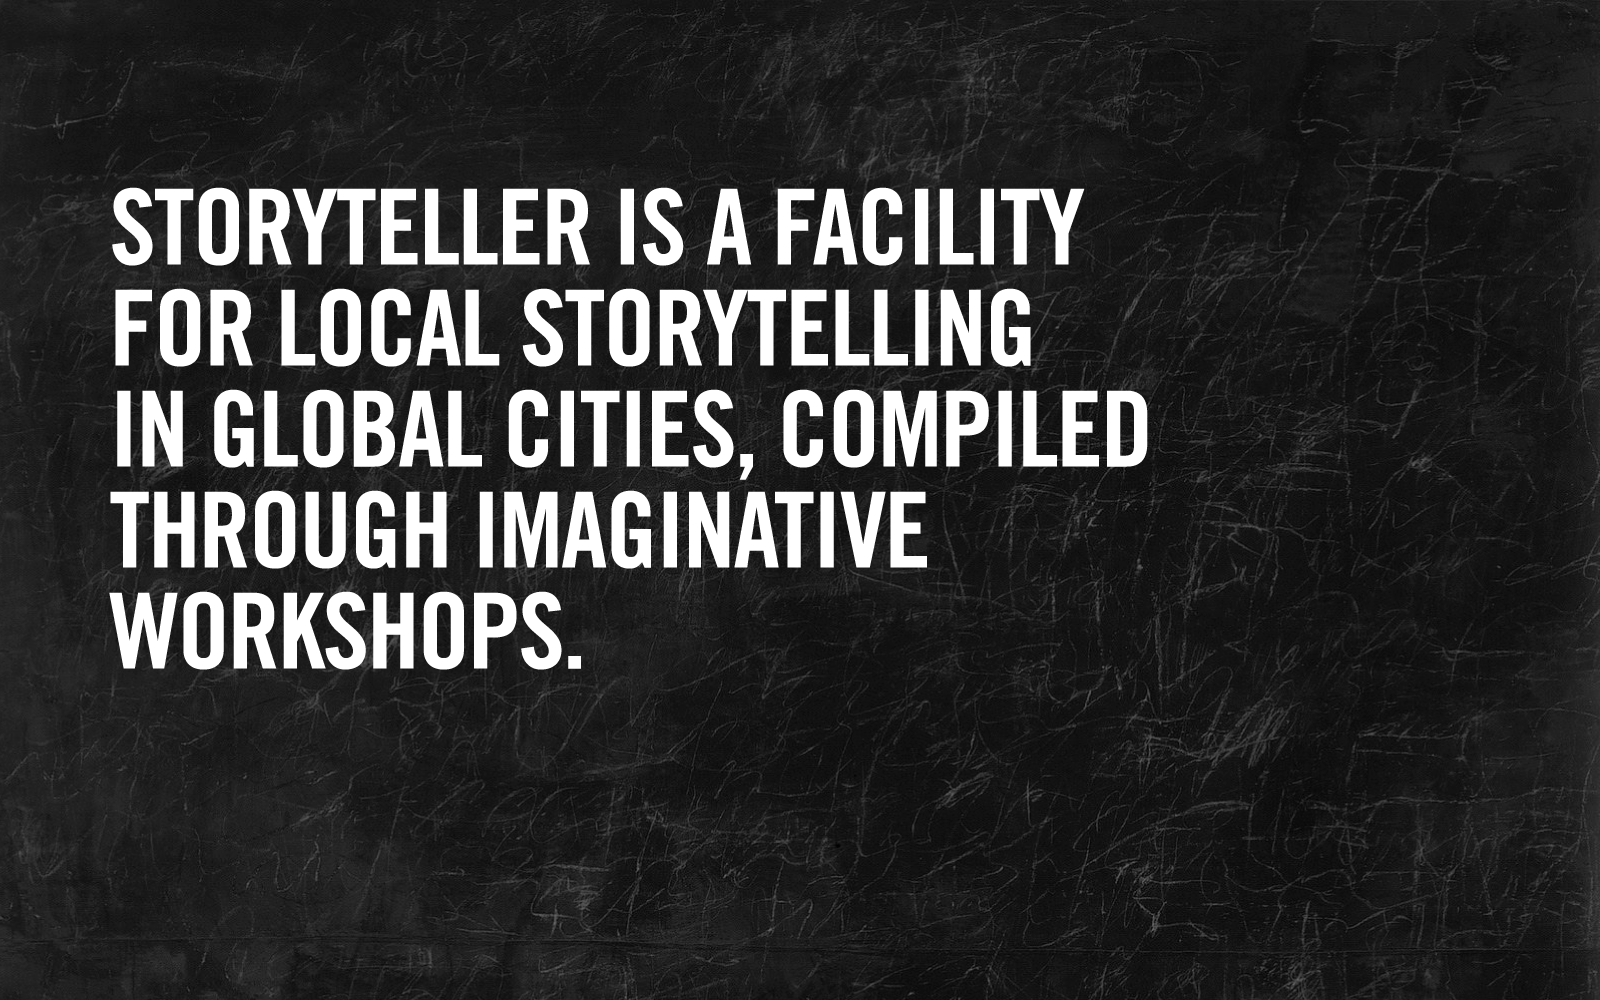 STORYTELLER IS A FACILITY
FOR LOCAL STORYTELLING
IN GLOBAL CITIES, COMPILED
THROUGH IMAGINATIVE
WORKSHOPS.